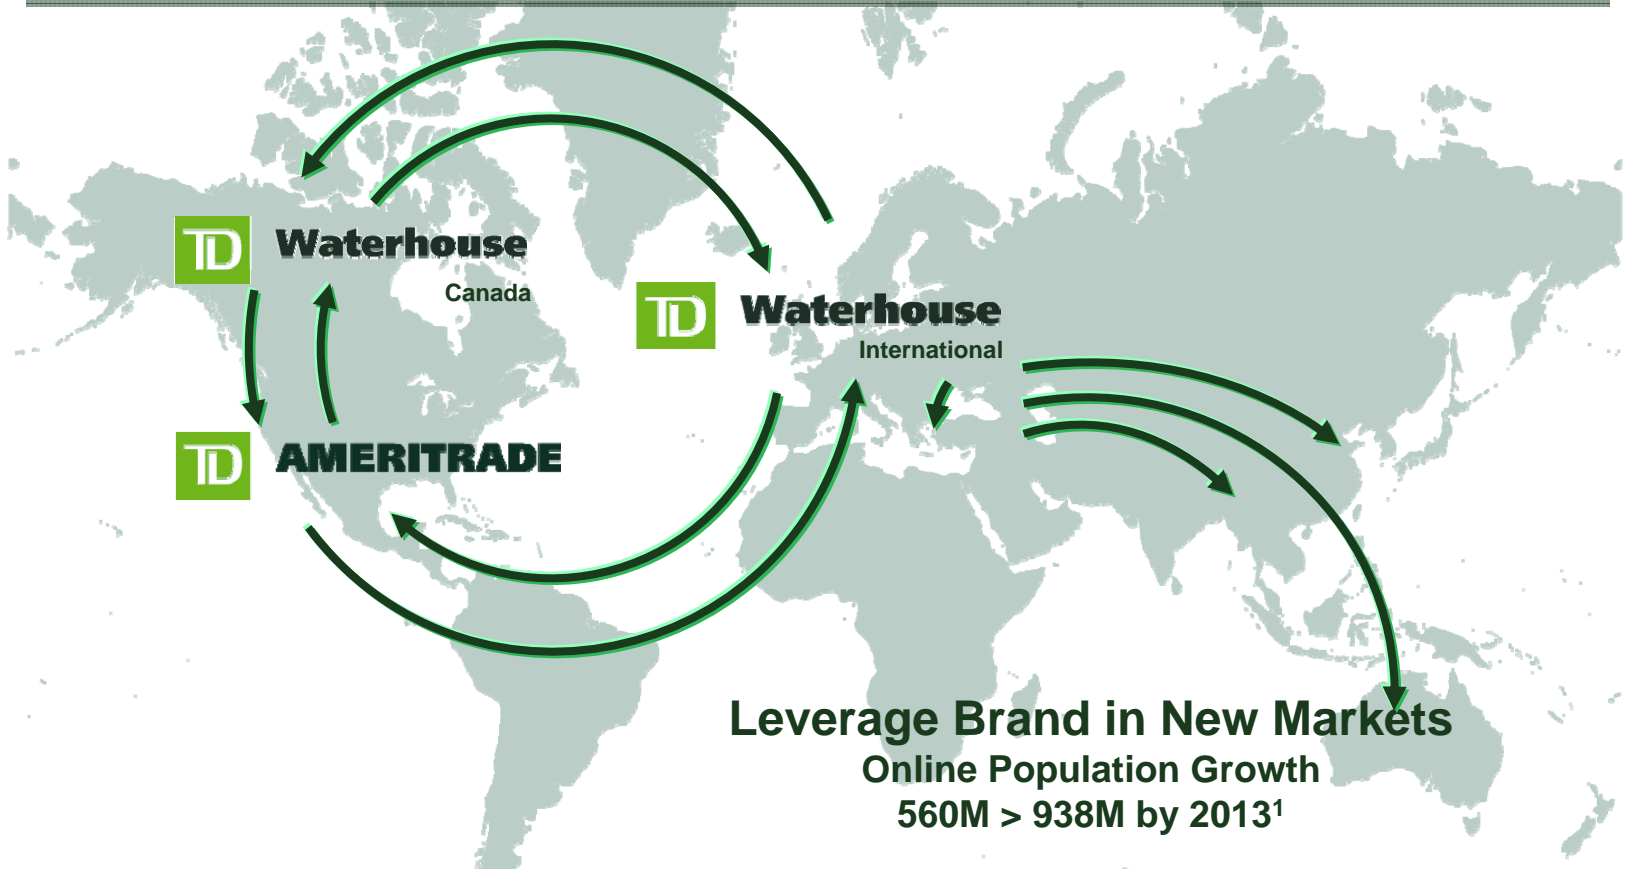 TD Waterhouse
Canada
TD Waterhouse
International
TD AMERITRADE
Leverage Brand in New Markets
Online Population Growth
560M > 938M by 2013¹